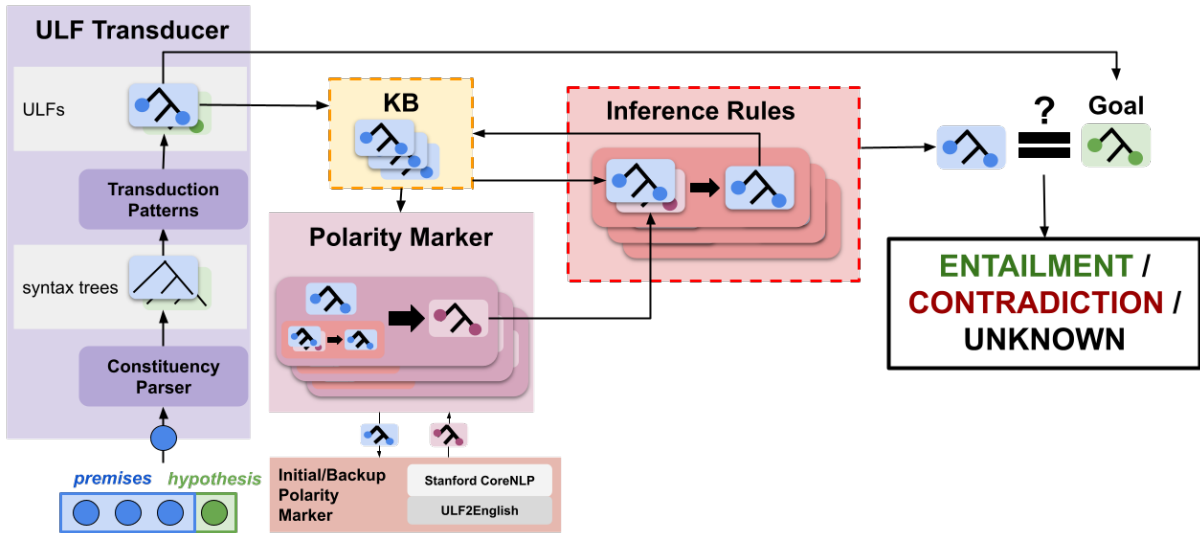 ULF Transducer
ULFs
Transduction
Patterns
syntax trees
Constituency
Parser
premises hypothesis
KB
Polarity Marker
Initial/Backup
Polarity
Marker
Stanford CoreNLP
ULF2English
Inference Rules
?
Goal
ENTAILMENT /
CONTRADICTION /
UNKNOWN